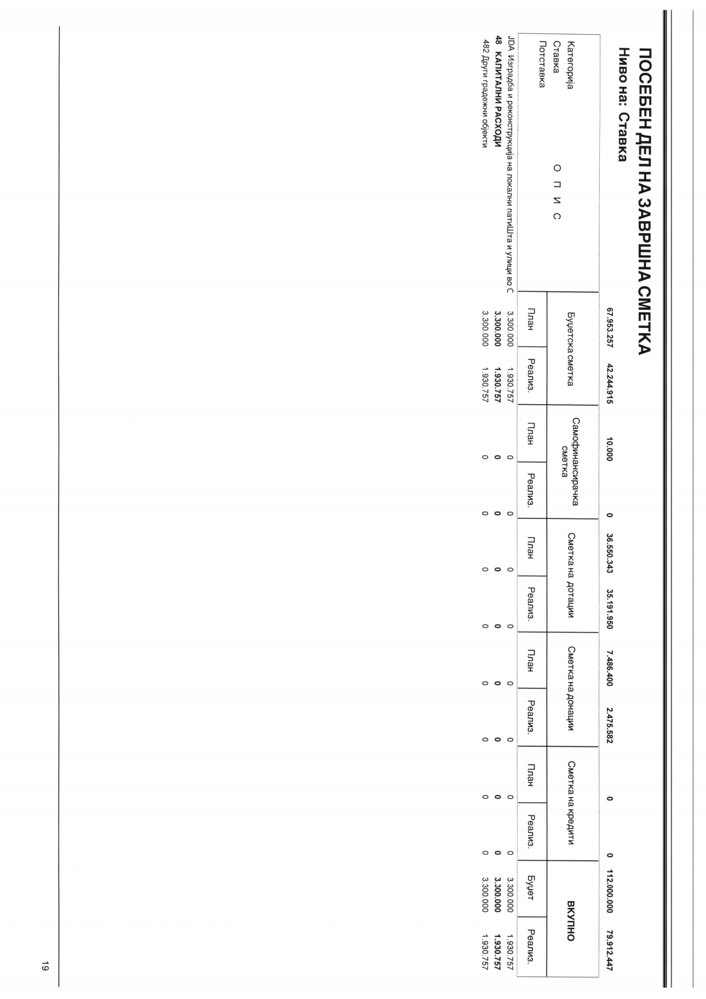 ПОСЕБЕН ДЕЛ НА ЗАВРШНА СМЕТКА
Ниво на: Ставка
67.953.257 42.244.915 10.000 0 36.550.343 35.191.950 7.486.400 2.475.582 0 0 112.000.000 79.912.447
Категорија
Ставка
Потставка
О П И С
Буџетска сметка
Самофинансирачка
сметка
Сметка на дотации
Сметка на донации
Сметка на кредити
ВКУПНО
План Реализ. План Реализ. План Реализ. План Реализ. План Реализ. Буџет Реализ.
JDA Изградба и реконструкција на локални патиШта и улици во С 3.300.000 1.930.757 0 0 0 0 0 0 0 0 3.300.000 1.930.757
48 КАПИТАЛНИ РАСХОДИ 3.300.000 1.930.757 0 0 0 0 0 0 0 0 3.300.000 1.930.757
482 Други градежни објекти 3.300.000 1.930.757 0 0 0 0 0 0 0 0 3.300.000 1.930.757
19